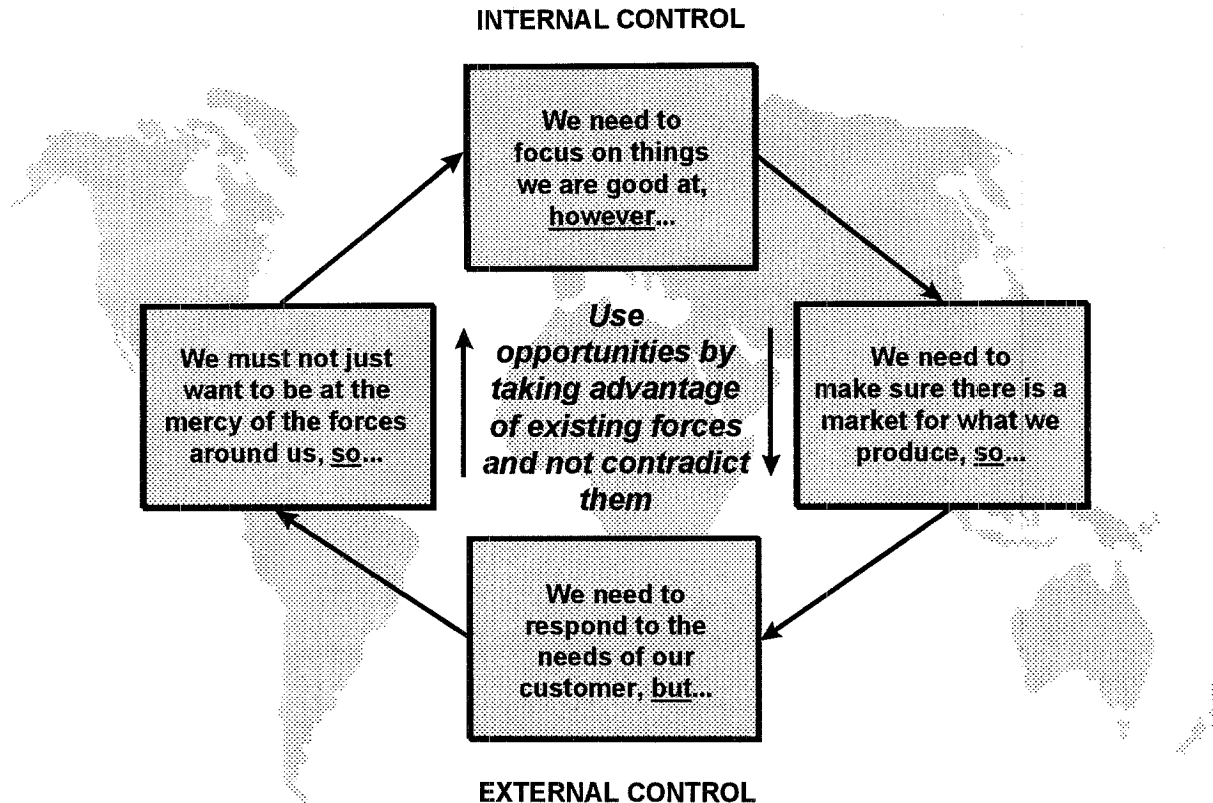 INTERNAL CONTROL
We need to
focus on things
we are good at,
however...
We must not just
want to be at the
mercy of the forces
around us, so...
Use
opportunities by
taking advantage
of existing forces
and not contradict
them
We need to
make sure there is a
market for what we
produce, so...
We need to
respond to the
needs of our
customer, but...
EXTERNAL CONTROL